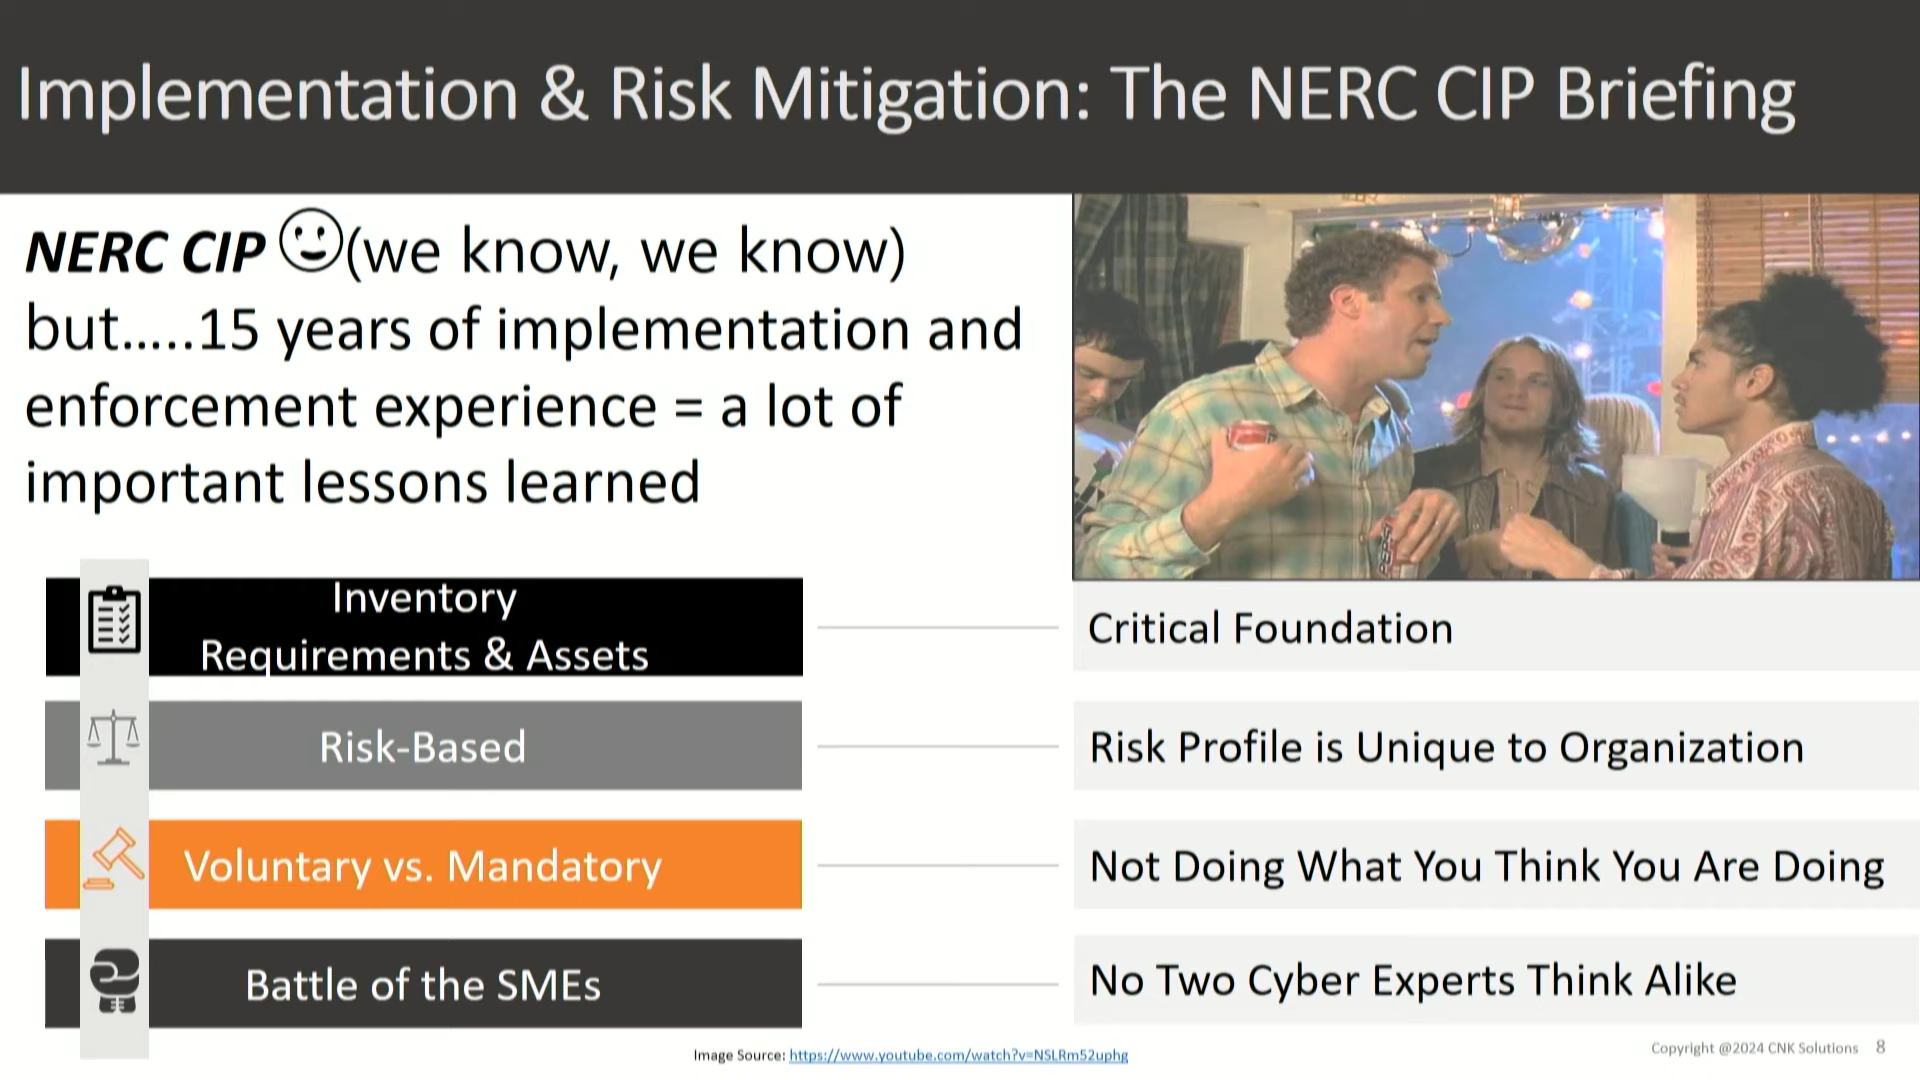 Implementation & Risk Mitigation: The NERC CIP Briefing
NERC CIP (we know, we know)
but.....15 years of implementation and
enforcement experience = a lot of
important lessons learned
PEPSI
Inventory
Requirements & Assets
Critical Foundation
Risk-Based
Risk Profile is Unique to Organization
Voluntary vs. Mandatory
Not Doing What You Think You Are Doing
Battle of the SMEs
No Two Cyber Experts Think Alike
Image Source: https://www.youtube.com/watch?v=NSLRm52uphg
Copyright @2024 CNK Solutions 8